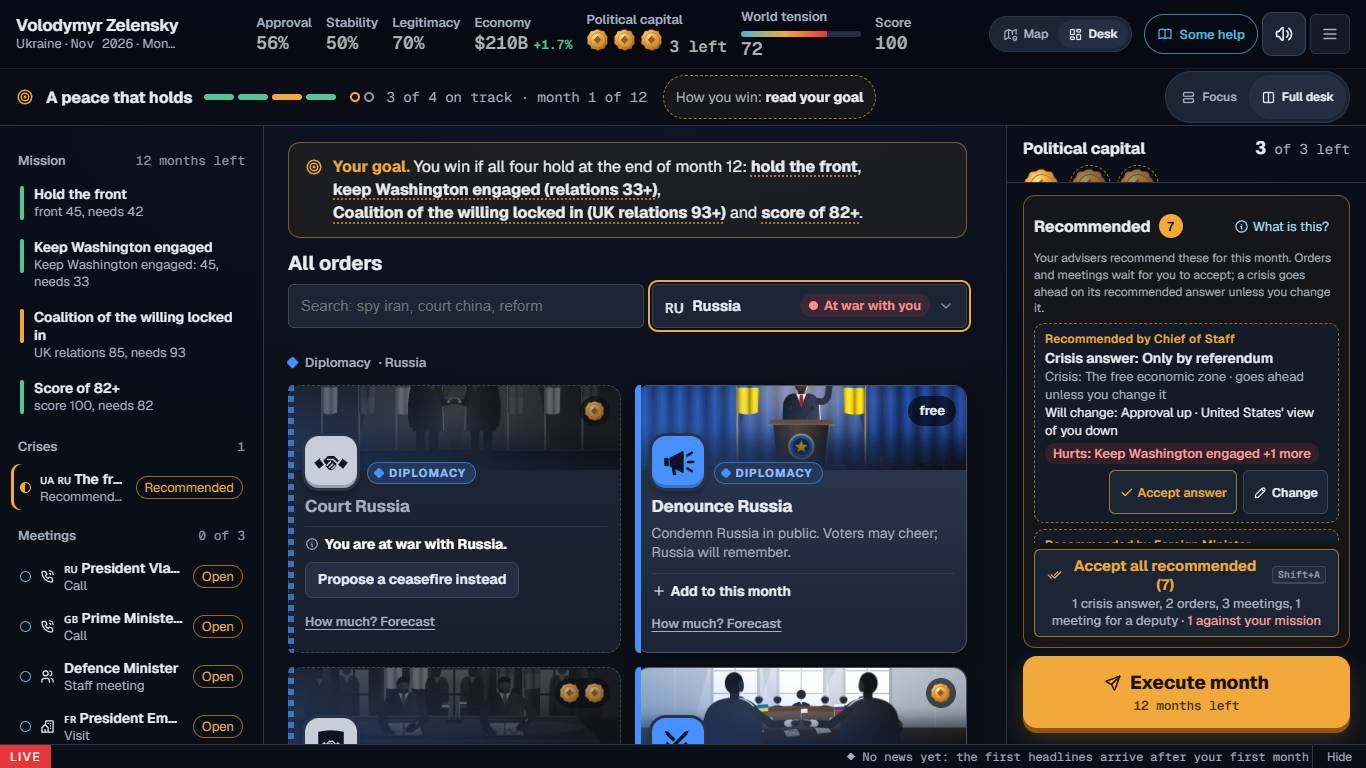 Volodymyr Zelensky
Ukraine · Nov 2026 · Mon…
Approval
56%
Stability
50%
Legitimacy
70%
Economy
$210B +1.7%
Political capital
3 left
World tension
72
Score
100
Map
Desk
Some help
A peace that holds
3 of 4 on track · month 1 of 12
How you win: read your goal
Focus
Full desk
Mission
12 months left
Hold the front
front 45, needs 42
Keep Washington engaged
Keep Washington engaged: 45,
needs 33
Coalition of the willing locked
in
UK relations 85, needs 93
Score of 82+
score 100, needs 82
Crises
1
UA RU The fr…
Recommend…
Recommended
Meetings
0 of 3
RU President Vla…
Call
Open
GB Prime Ministe…
Call
Open
Defence Minister
Staff meeting
Open
FR President Em…
Visit
Open
Your goal. You win if all four hold at the end of month 12: hold the front,
keep Washington engaged (relations 33+),
Coalition of the willing locked in (UK relations 93+) and score of 82+.
All orders
Search: spy iran, court china, reform
RU Russia
At war with you
Diplomacy · Russia
DIPLOMACY
Court Russia
You are at war with Russia.
Propose a ceasefire instead
How much? Forecast
free
DIPLOMACY
Denounce Russia
Condemn Russia in public. Voters may cheer;
Russia will remember.
Add to this month
How much? Forecast
Political capital
3 of 3 left
Recommended 7
What is this?
Your advisers recommend these for this month. Orders
and meetings wait for you to accept; a crisis goes
ahead on its recommended answer unless you change
it.
Recommended by Chief of Staff
Crisis answer: Only by referendum
Crisis: The free economic zone · goes ahead
unless you change it
Will change: Approval up · United States' view
of you down
Hurts: Keep Washington engaged +1 more
Accept answer
Change
Recommended by Foreign Minister
Accept all recommended
(7)
Shift+A
1 crisis answer, 2 orders, 3 meetings, 1
meeting for a deputy · 1 against your mission
Execute month
12 months left
LIVE
◆ No news yet: the first headlines arrive after your first month
Hide